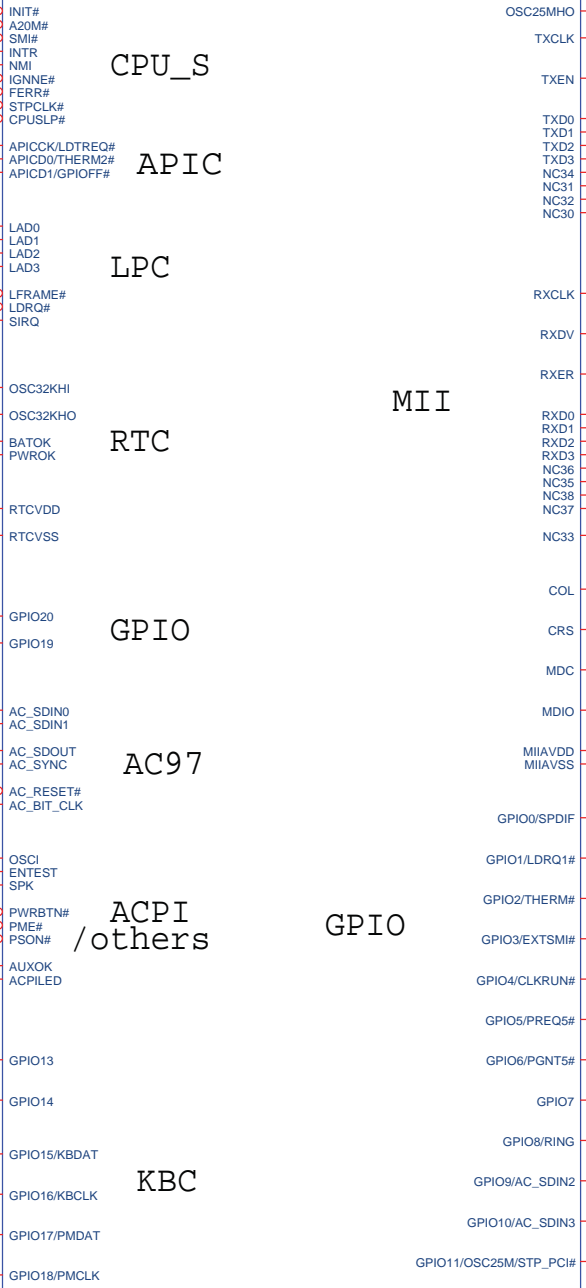 INIT#
A20M#
SMI#
INTR
NMI
IGNNE#
FERR#
STPCLK#
CPUSLP#
CPU_S
APICCK/LDTREQ#
APICD0/THERM2#
APICD1/GPIOFF#
APIC
LAD0
LAD1
LAD2
LAD3
LPC
LFRAME#
LDRQ#
SIRQ
OSC32KHI
OSC32KHO
BATOK
PWROK
RTC
RTCVDD
RTCVSS
GPIO20
GPIO19
GPIO
AC_SDIN0
AC_SDIN1
AC_SDOUT
AC_SYNC
AC97
AC_RESET#
AC_BIT_CLK
OSCI
ENTEST
SPK
PWRBTN#
PME#
PSON#
ACPI
/others
AUXOK
ACPILED
GPIO13
GPIO14
GPIO15/KBDAT
GPIO16/KBCLK
KBC
GPIO17/PMDAT
GPIO18/PMCLK
OSC25MHO
TXCLK
TXEN
TXD0
TXD1
TXD2
TXD3
NC34
NC31
NC32
NC30
RXCLK
RXDV
RXER
MII
RXD0
RXD1
RXD2
RXD3
NC36
NC35
NC38
NC37
NC33
COL
CRS
MDC
MDIO
MIIAVDD
MIIAVSS
GPIO0/SPDIF
GPIO1/LDRQ1#
GPIO2/THERM#
GPIO
GPIO3/EXTSMI#
GPIO4/CLKRUN#
GPIO5/PREQ5#
GPIO6/PGNT5#
GPIO7
GPIO8/RING
GPIO9/AC_SDIN2
GPIO10/AC_SDIN3
GPIO11/OSC25M/STP_PCI#